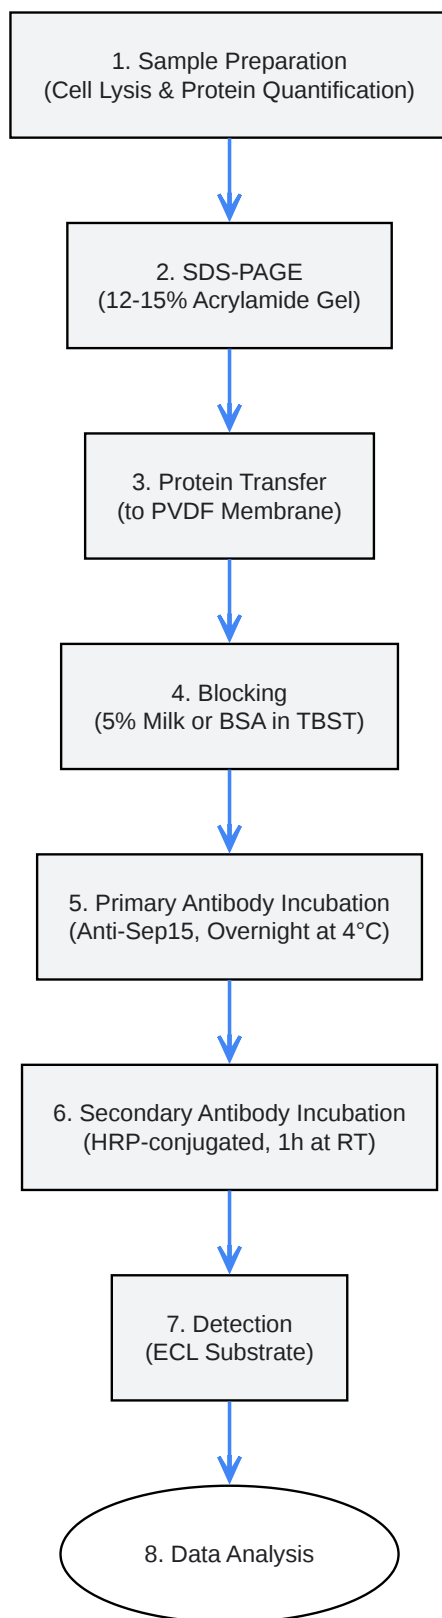 1. Sample Preparation
(Cell Lysis & Protein Quantification)
2. SDS-PAGE
(12-15% Acrylamide Gel)
3. Protein Transfer
(to PVDF Membrane)
4. Blocking
(5% Milk or BSA in TBST)
5. Primary Antibody Incubation
(Anti-Sep15, Overnight at 4°C)
6. Secondary Antibody Incubation
(HRP-conjugated, 1h at RT)
7. Detection
(ECL Substrate)
8. Data Analysis